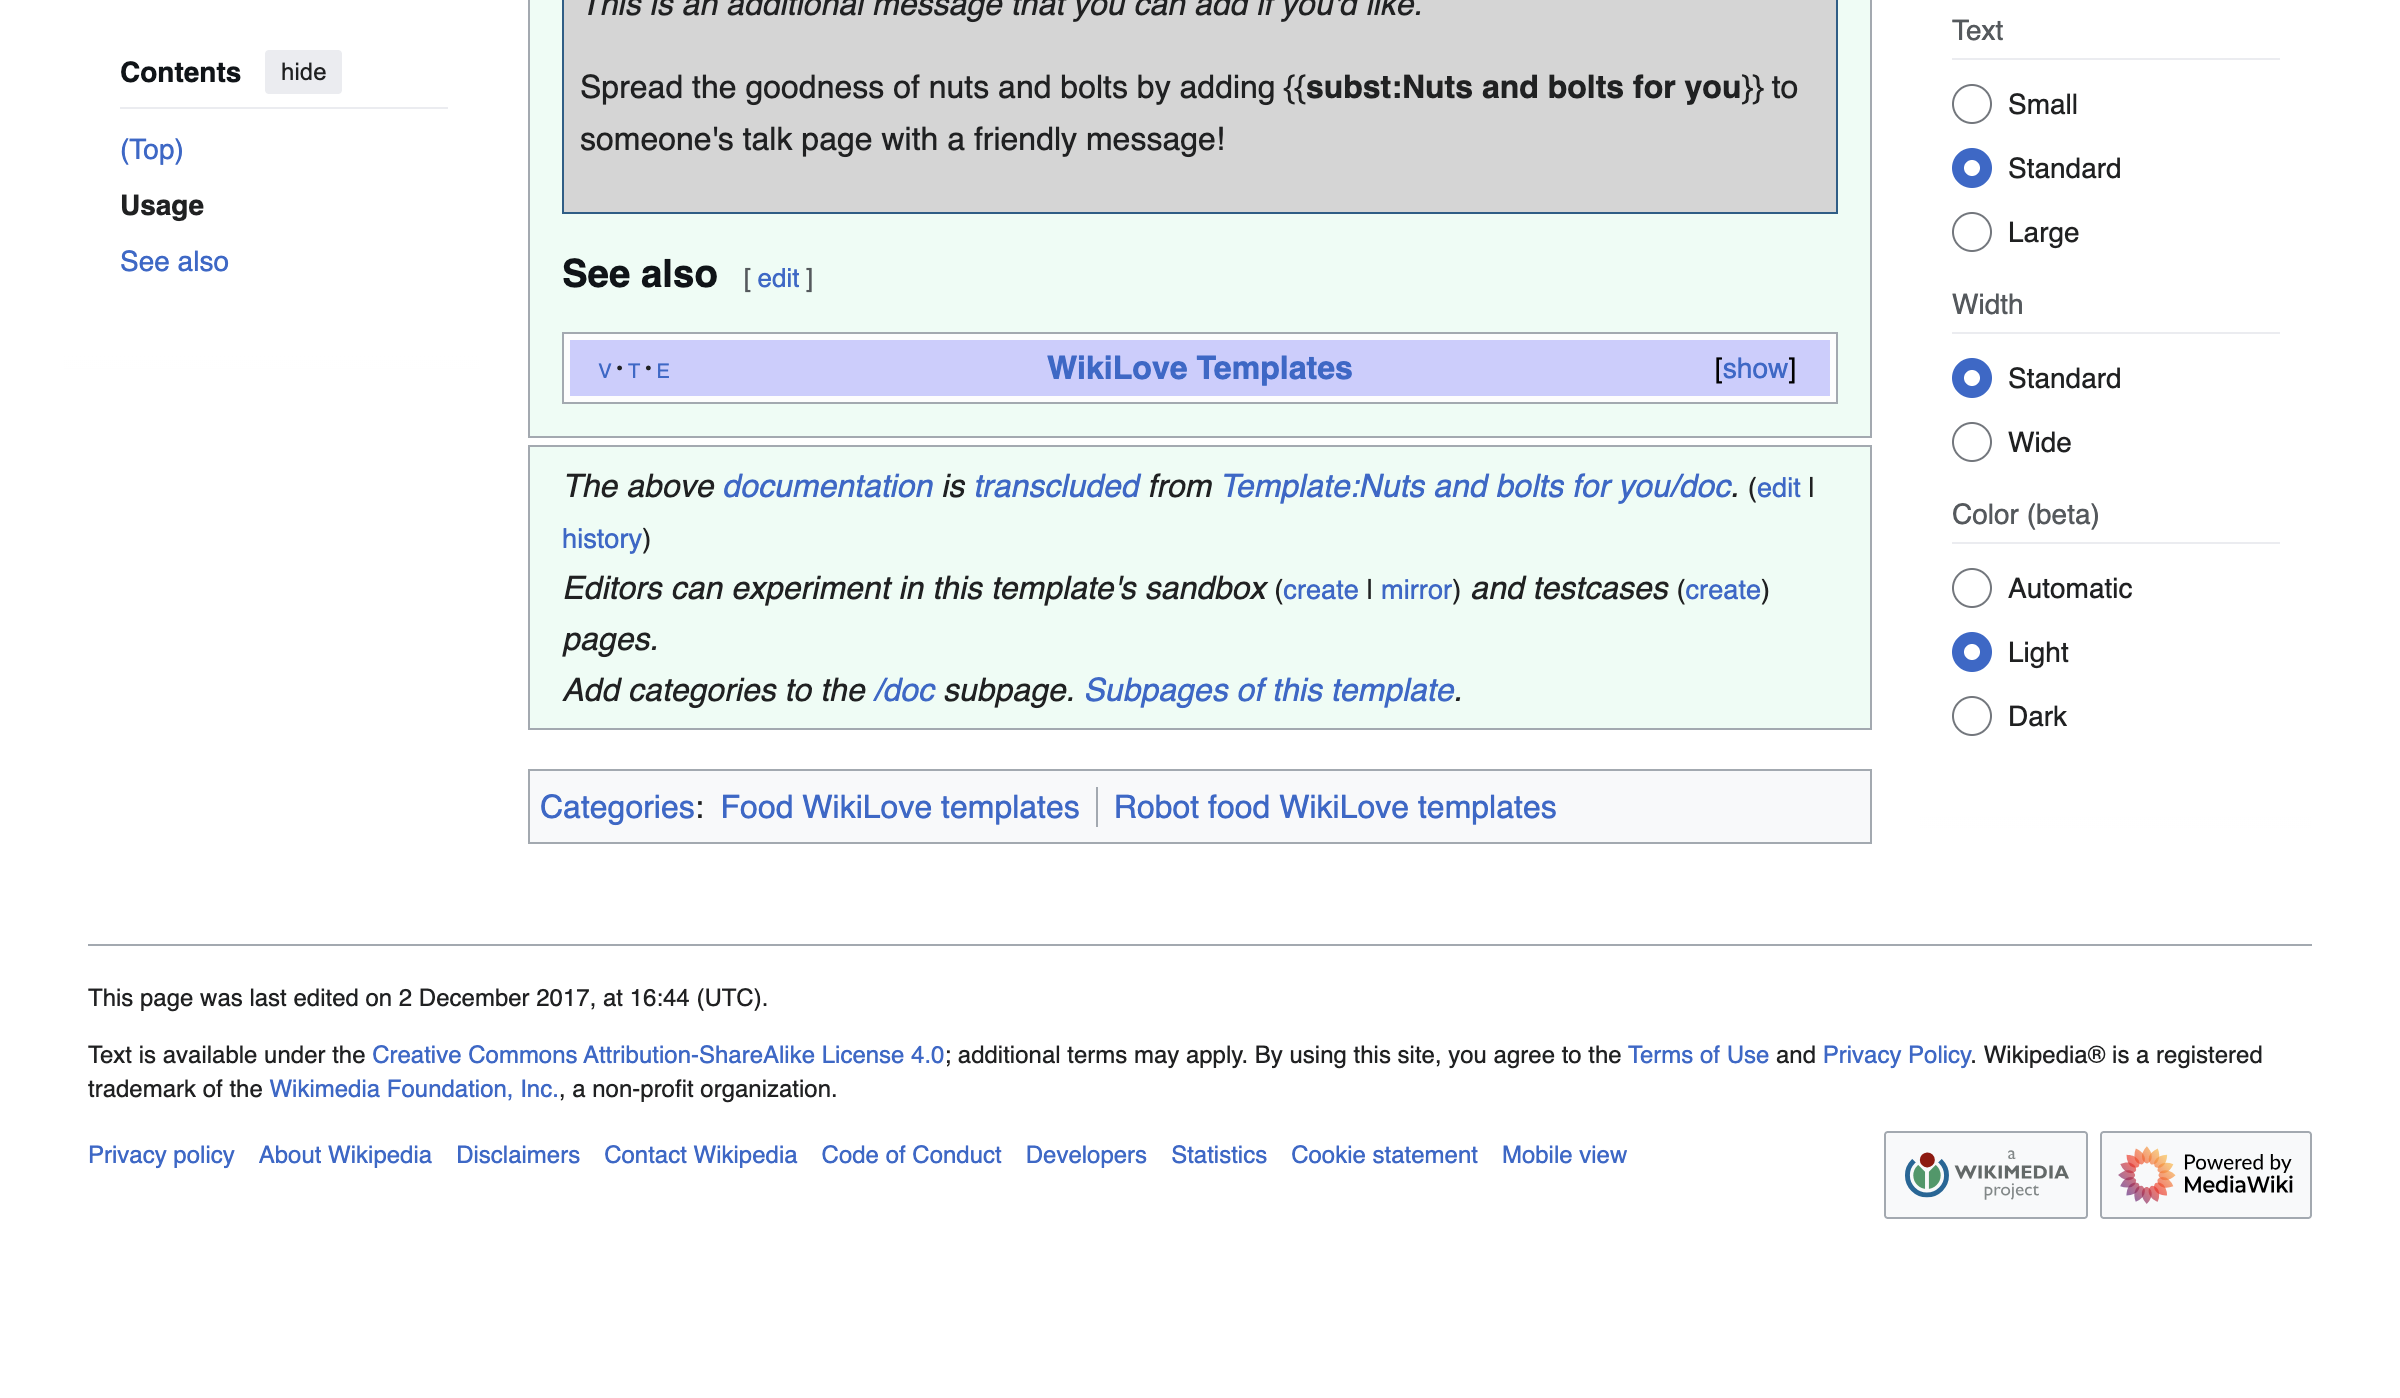 This is an additional message that you can add if you'd like.
Spread the goodness of nuts and bolts by adding {{subst:Nuts and bolts for you}} to
someone's talk page with a friendly message!
Contents hide
(Top)
Usage
See also
See also [ edit ]
V · T · E WikiLove Templates [show]
The above documentation is transcluded from Template:Nuts and bolts for you/doc. (edit |
history)
Editors can experiment in this template's sandbox (create | mirror) and testcases (create)
pages.
Add categories to the /doc subpage. Subpages of this template.
Categories: Food WikiLove templates | Robot food WikiLove templates
Text
Small
Standard
Large
Width
Standard
Wide
Color (beta)
Automatic
Light
Dark
This page was last edited on 2 December 2017, at 16:44 (UTC).
Text is available under the Creative Commons Attribution-ShareAlike License 4.0; additional terms may apply. By using this site, you agree to the Terms of Use and Privacy Policy. Wikipedia® is a registered
trademark of the Wikimedia Foundation, Inc., a non-profit organization.
Privacy policy About Wikipedia Disclaimers Contact Wikipedia Code of Conduct Developers Statistics Cookie statement Mobile view
a
WIKIMEDIA
project
Powered by
MediaWiki